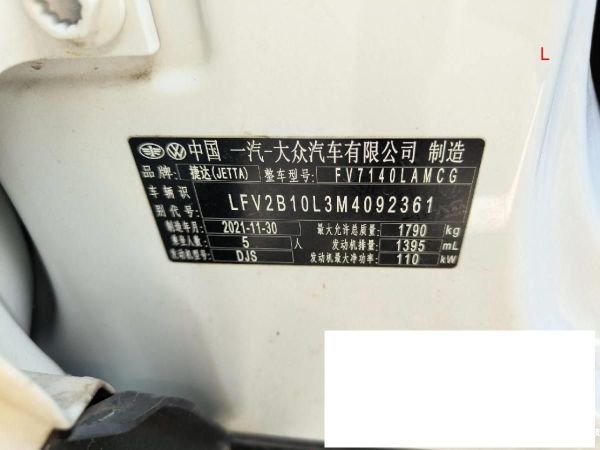 L
中国 一汽-大众汽车有限公司 制造
品牌: 捷达(JETTA) 整车型号: FV7140LAMCG
车辆识别代号: LFV2B10L3M4092361
制造年月: 2021-11-30 最大允许总质量: 1790 kg
乘坐人数: 5 人 发动机排量: 1395 mL
发动机型号: DJS 发动机最大净功率: 110 kW